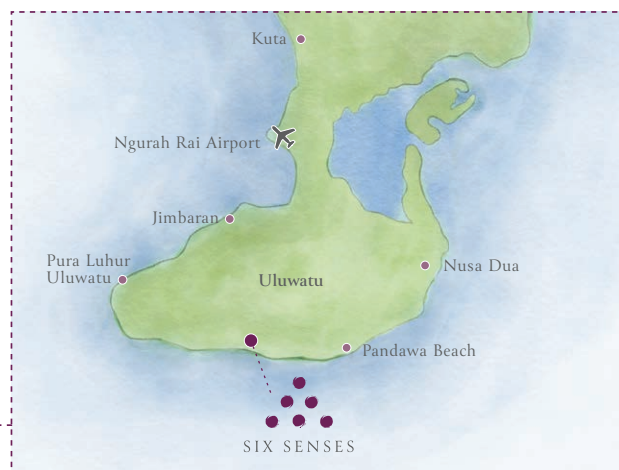 Kuta
Ngurah Rai Airport
Jimbaran
Pura Luhur
Uluwatu
Uluwatu
Nusa Dua
Pandawa Beach
SIX SENSES